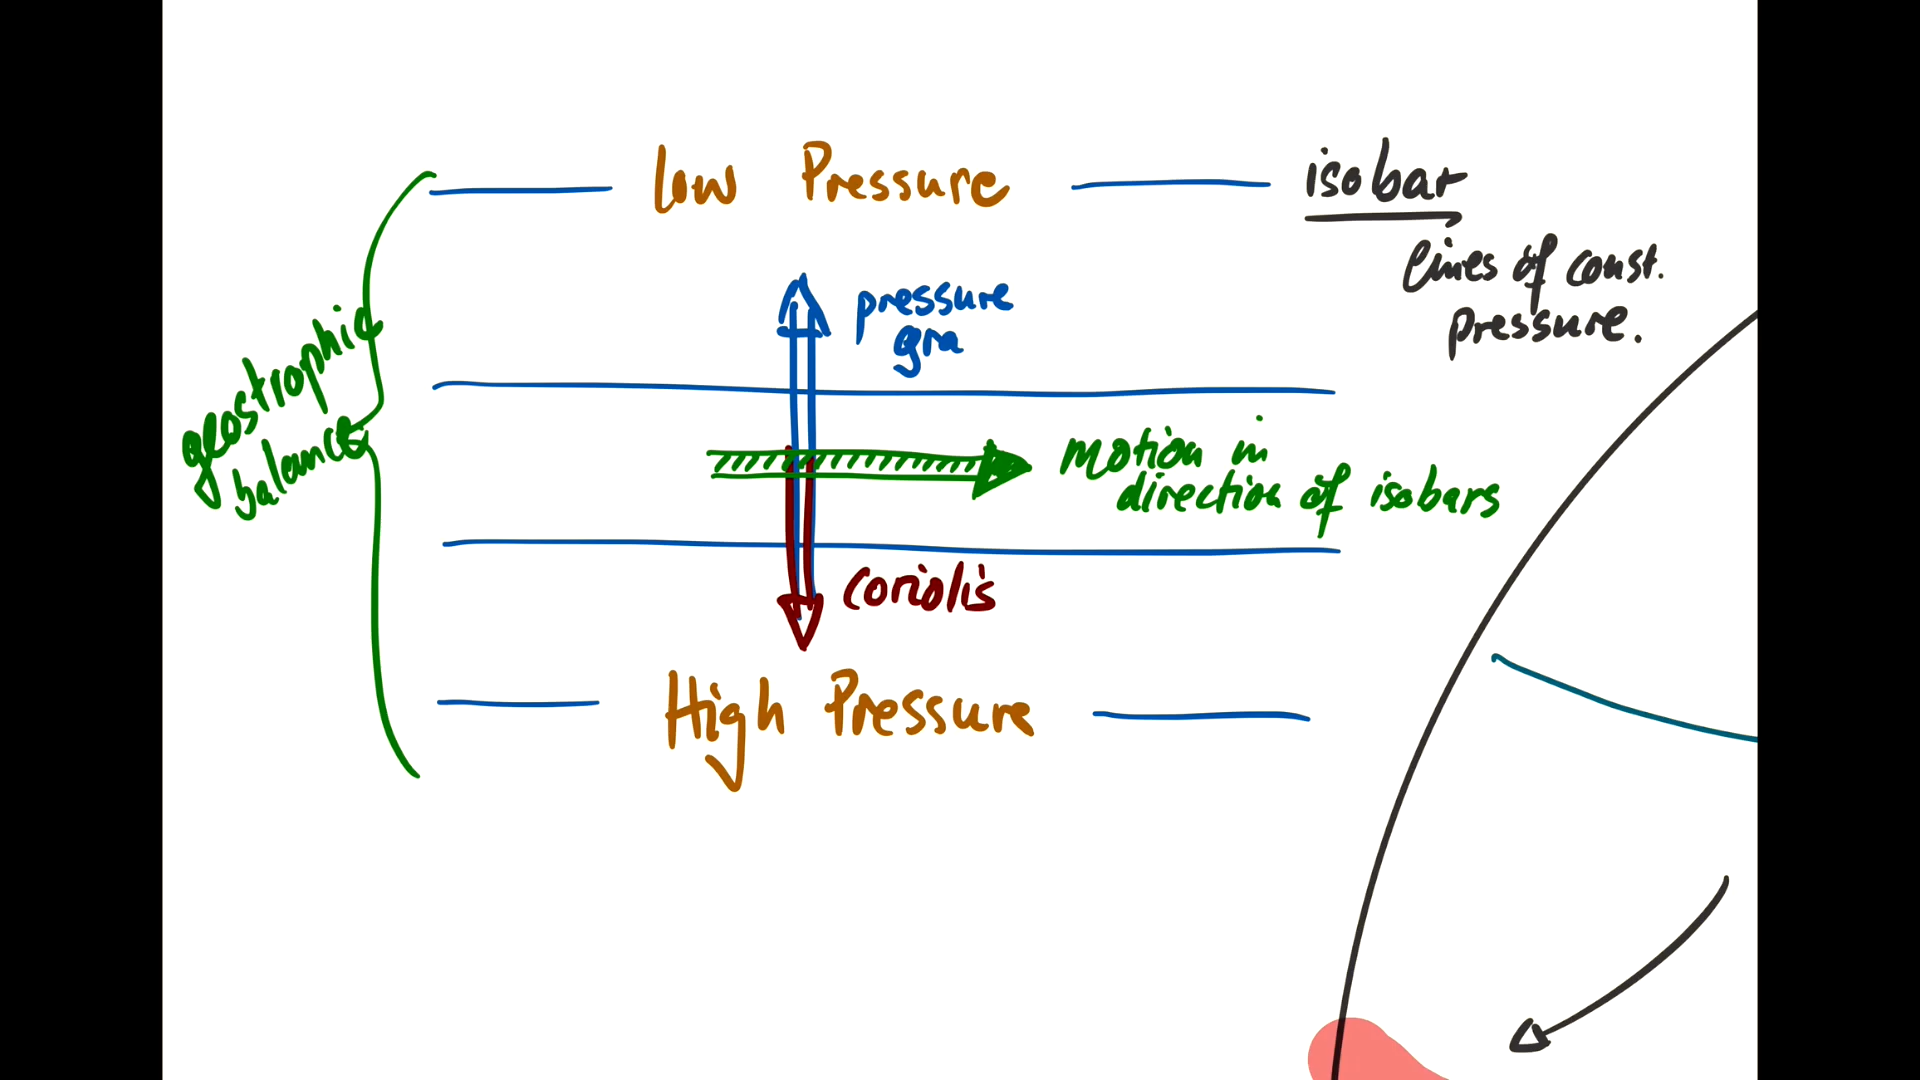 Low Pressure
isobar
lines of const.
pressure.
pressure
gra
geostrophic
balance
motion in
direction of isobars
coriolis
High Pressure